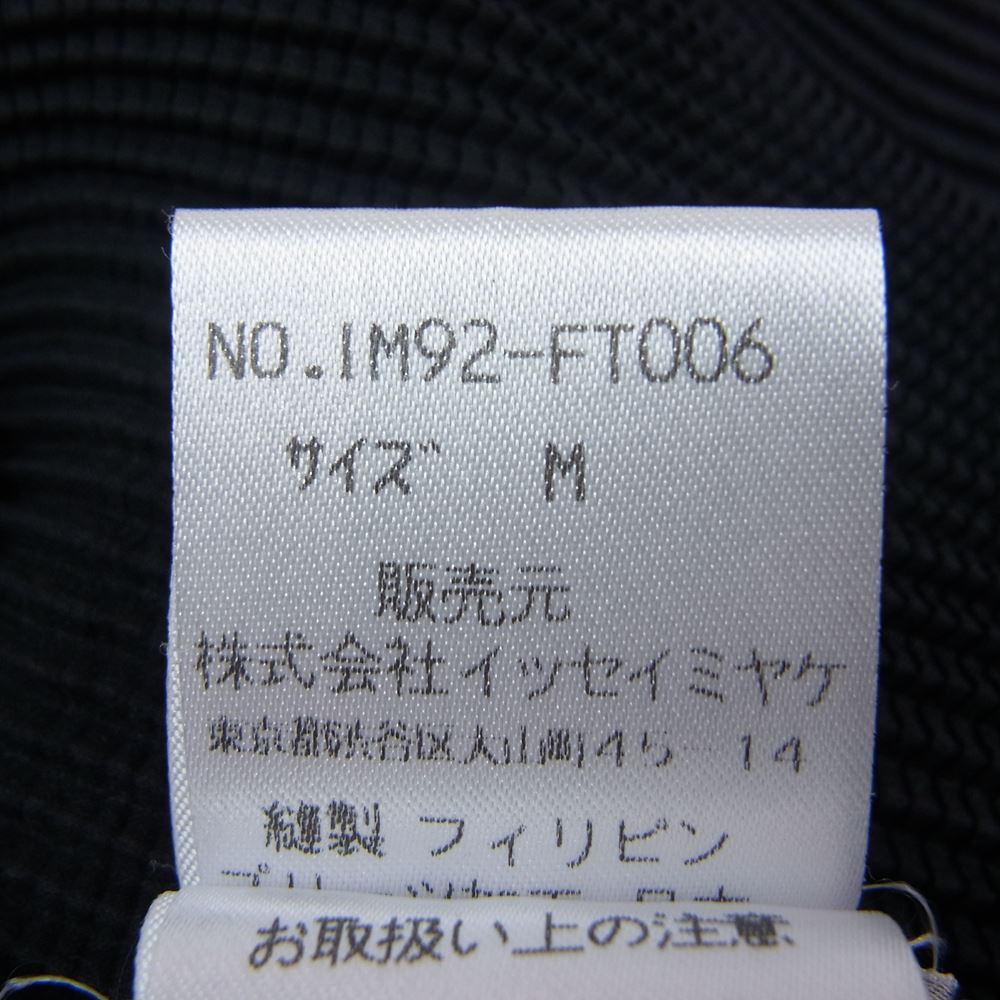 NO.IM92-FT006
サイズ M
販売元
株式会社イッセイミヤケ
東京都渋谷区大山町45-14
縫製 フィリピン
お取扱い上の注意